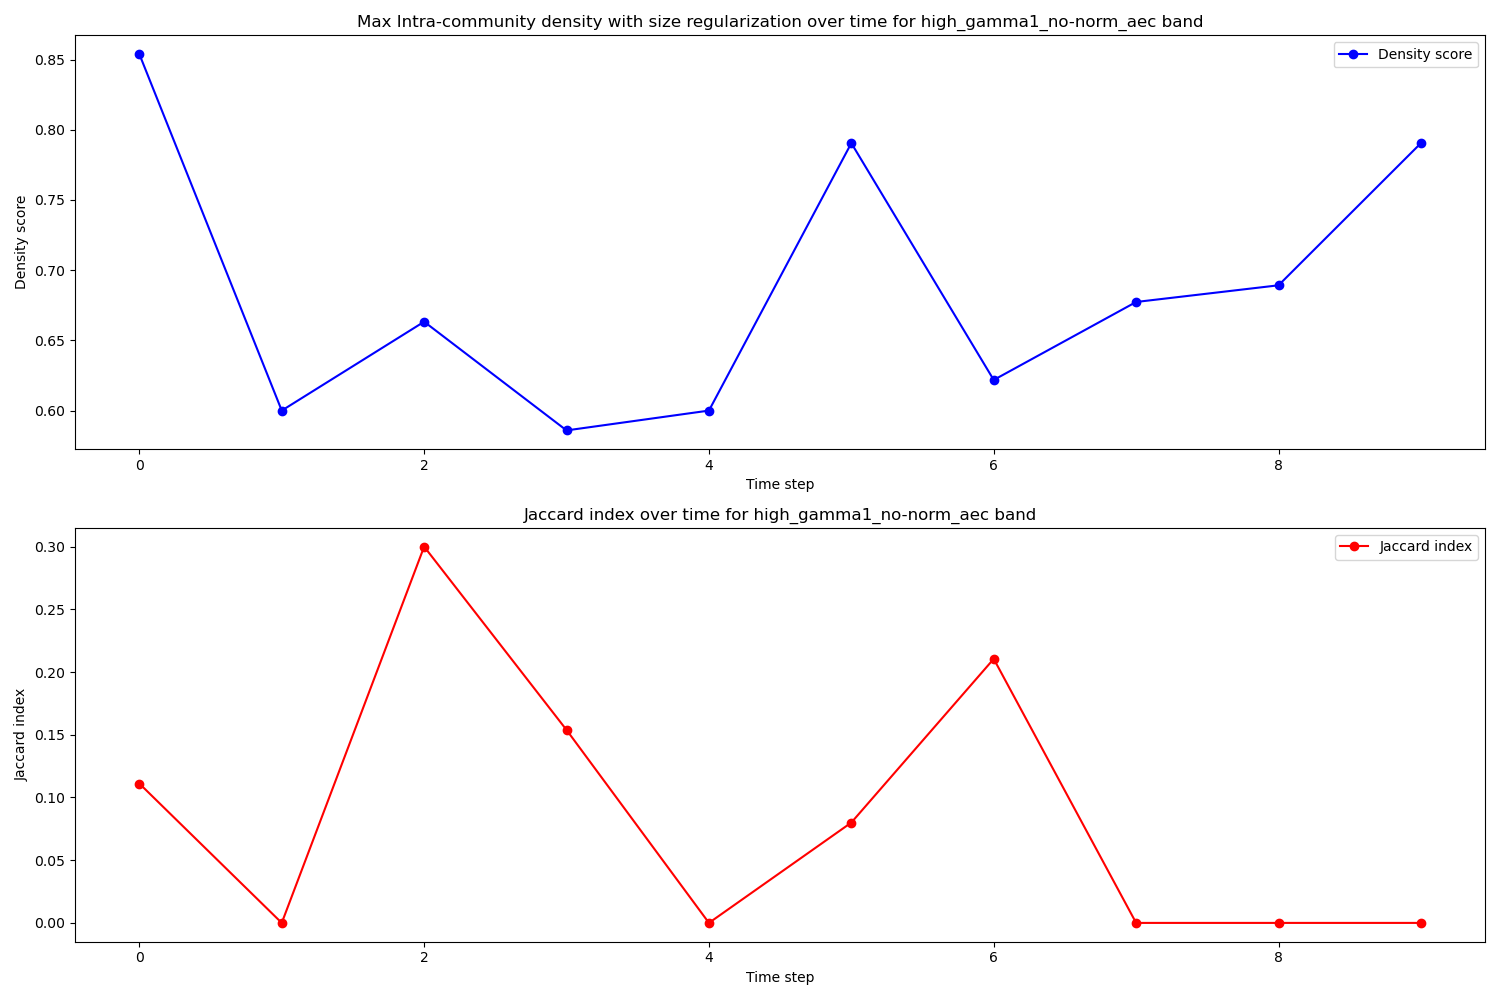 Max Intra-community density with size regularization over time for high_gamma1_no-norm_aec band
Density score
0.85
0.80
0.75
0.70
0.65
0.60
Density score
0 2 4 6 8
Time step
Jaccard index over time for high_gamma1_no-norm_aec band
Jaccard index
0.30
0.25
0.20
0.15
0.10
0.05
0.00
Jaccard index
0 2 4 6 8
Time step